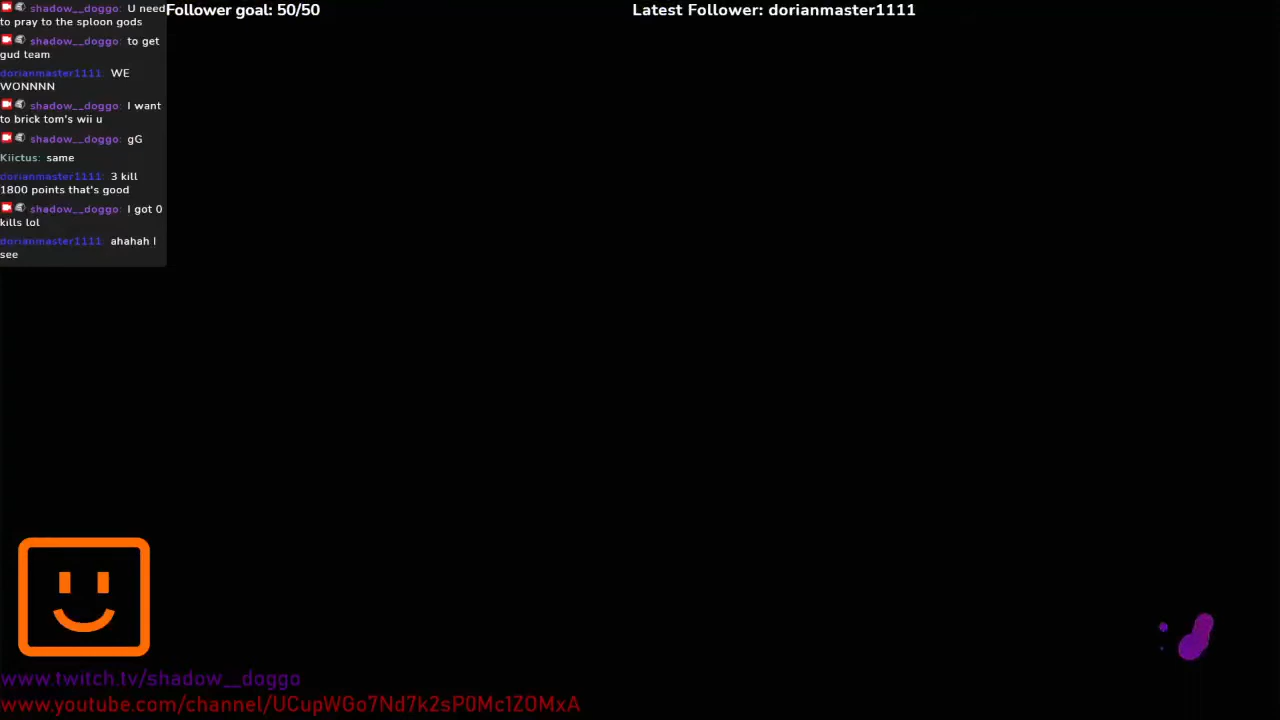 shadow__doggo: U need
to pray to the sploon gods
shadow__doggo: to get
gud team
dorianmaster1111: WE
WONNNN
shadow__doggo: I want
to brick tom's wii u
shadow__doggo: gG
Kiictus: same
dorianmaster1111: 3 kill
1800 points that's good
shadow__doggo: I got 0
kills lol
dorianmaster1111: ahahah I
see
Follower goal: 50/50
Latest Follower: dorianmaster1111
www.twitch.tv/shadow__doggo
www.youtube.com/channel/UCupWGo7Nd7k2sP0Mc1ZOMxA